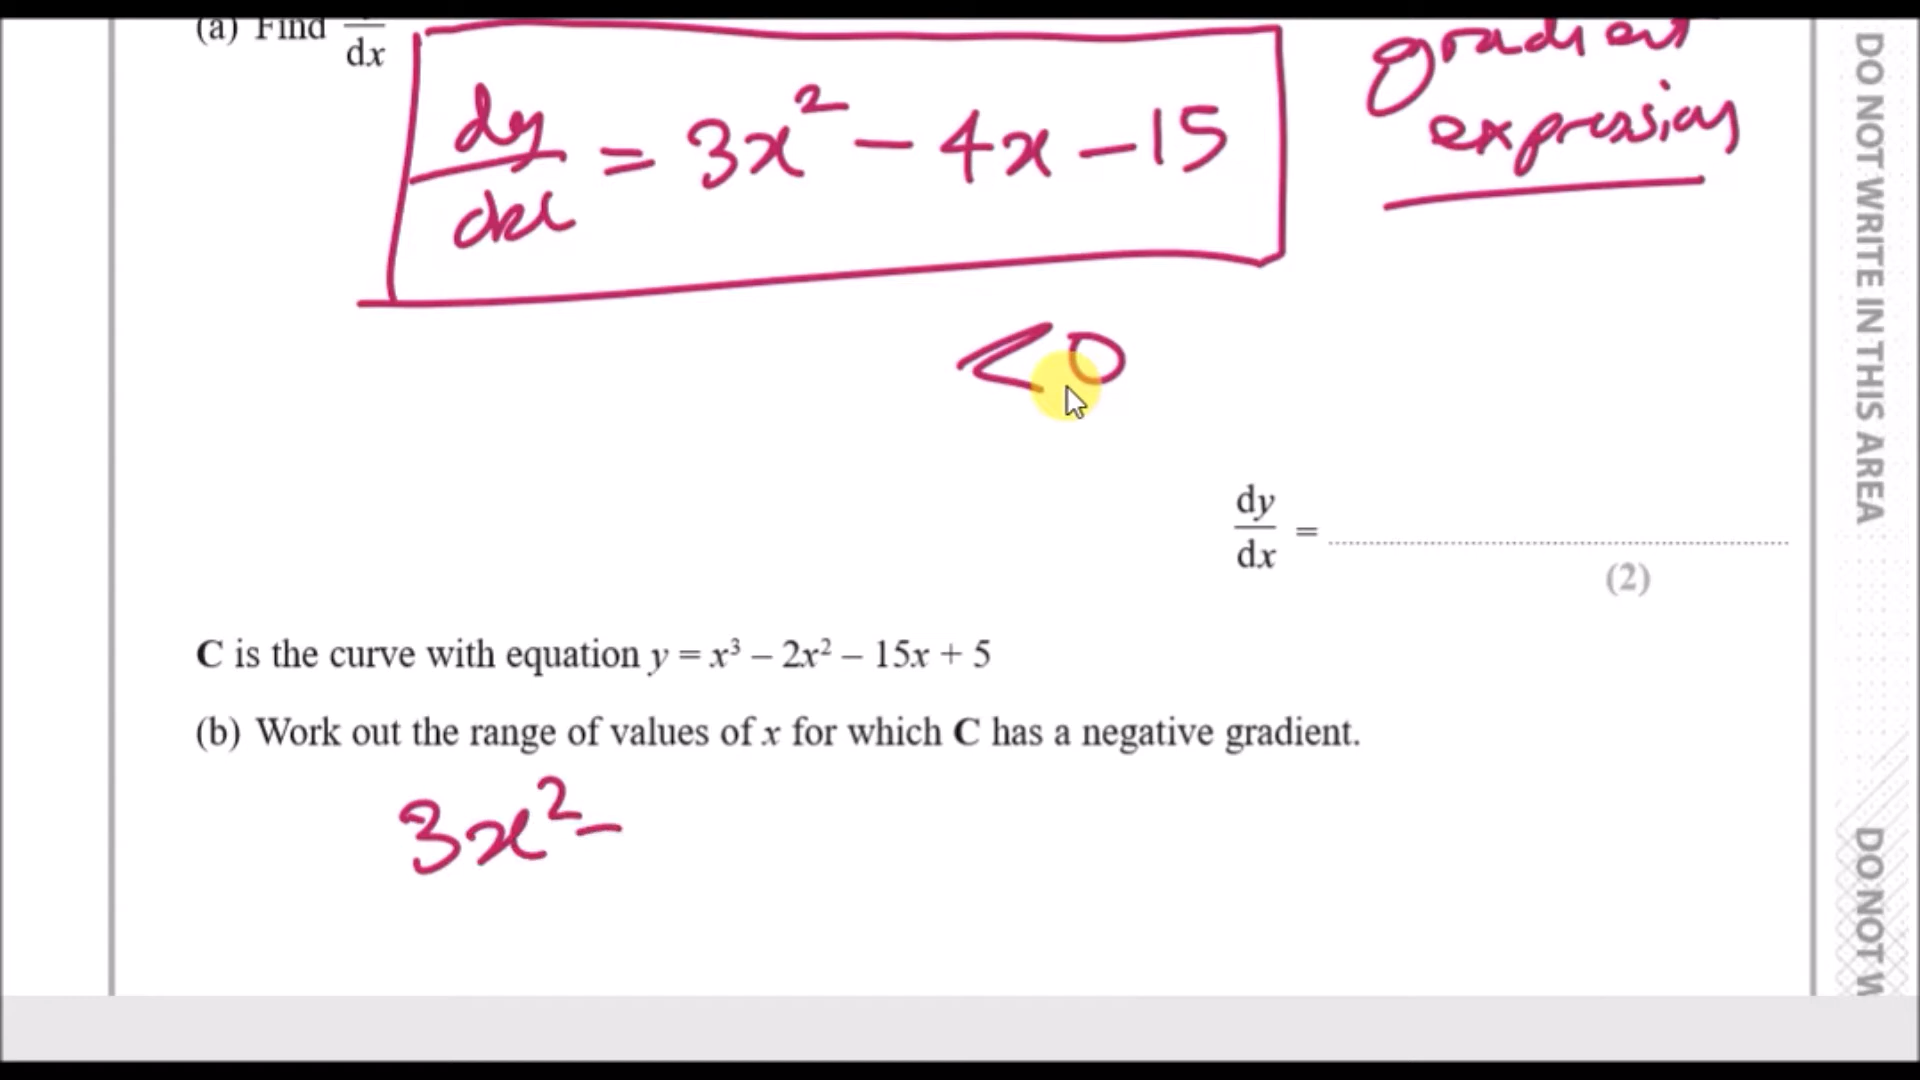 (a) Find
dx
gradient
dy/dx = 3x² − 4x − 15
expression
<0
dy/dx = ........................................
(2)
C is the curve with equation y = x³ – 2x² – 15x + 5
(b) Work out the range of values of x for which C has a negative gradient.
3x² −
DO NOT WRITE IN THIS AREA
DO NOT W